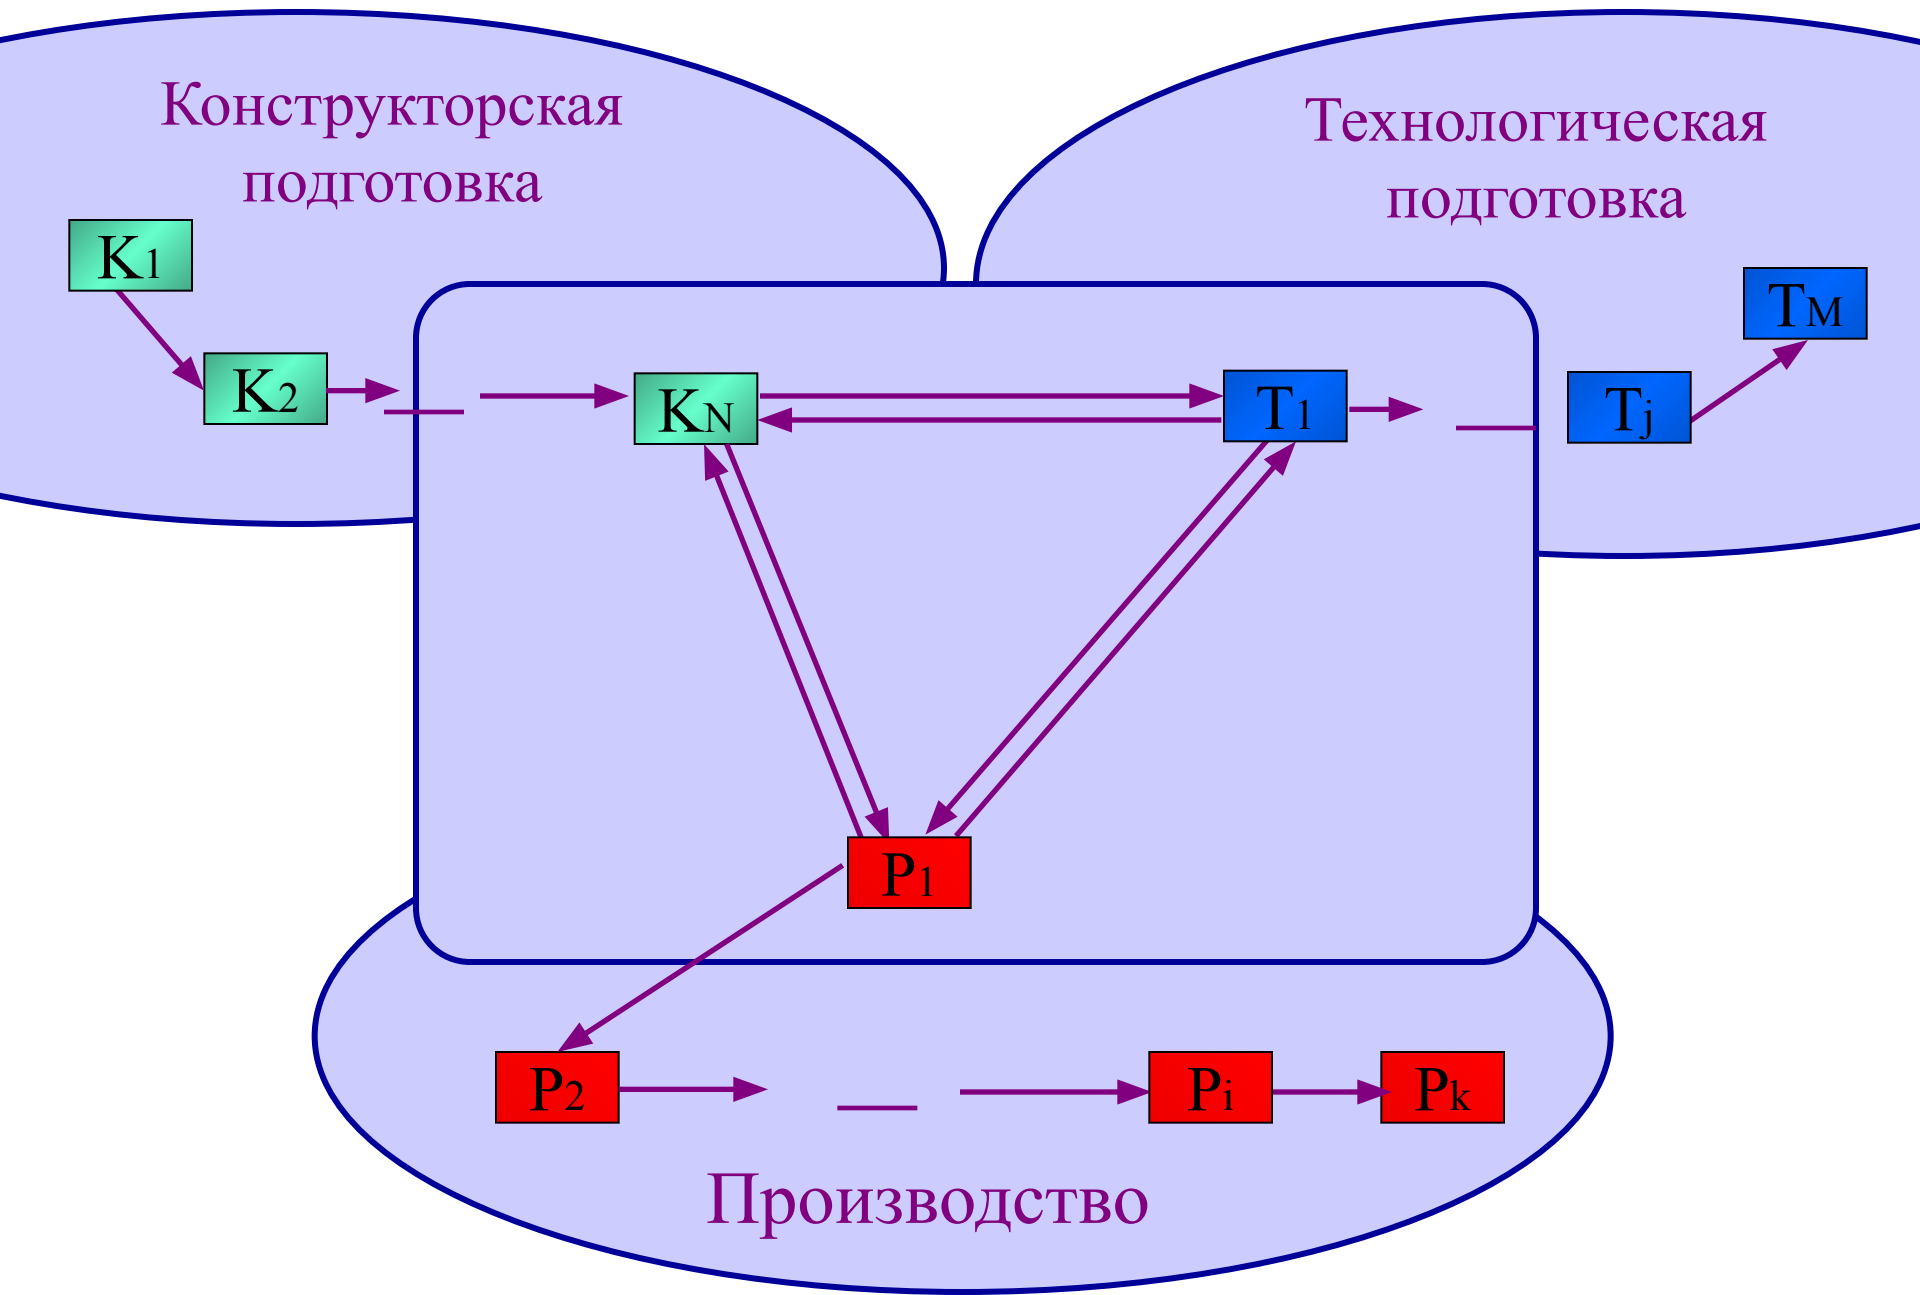 Конструкторская
подготовка
Технологическая
подготовка
K1
K2
KN
T1
Tj
TM
P1
P2
Pi
Pk
Производство